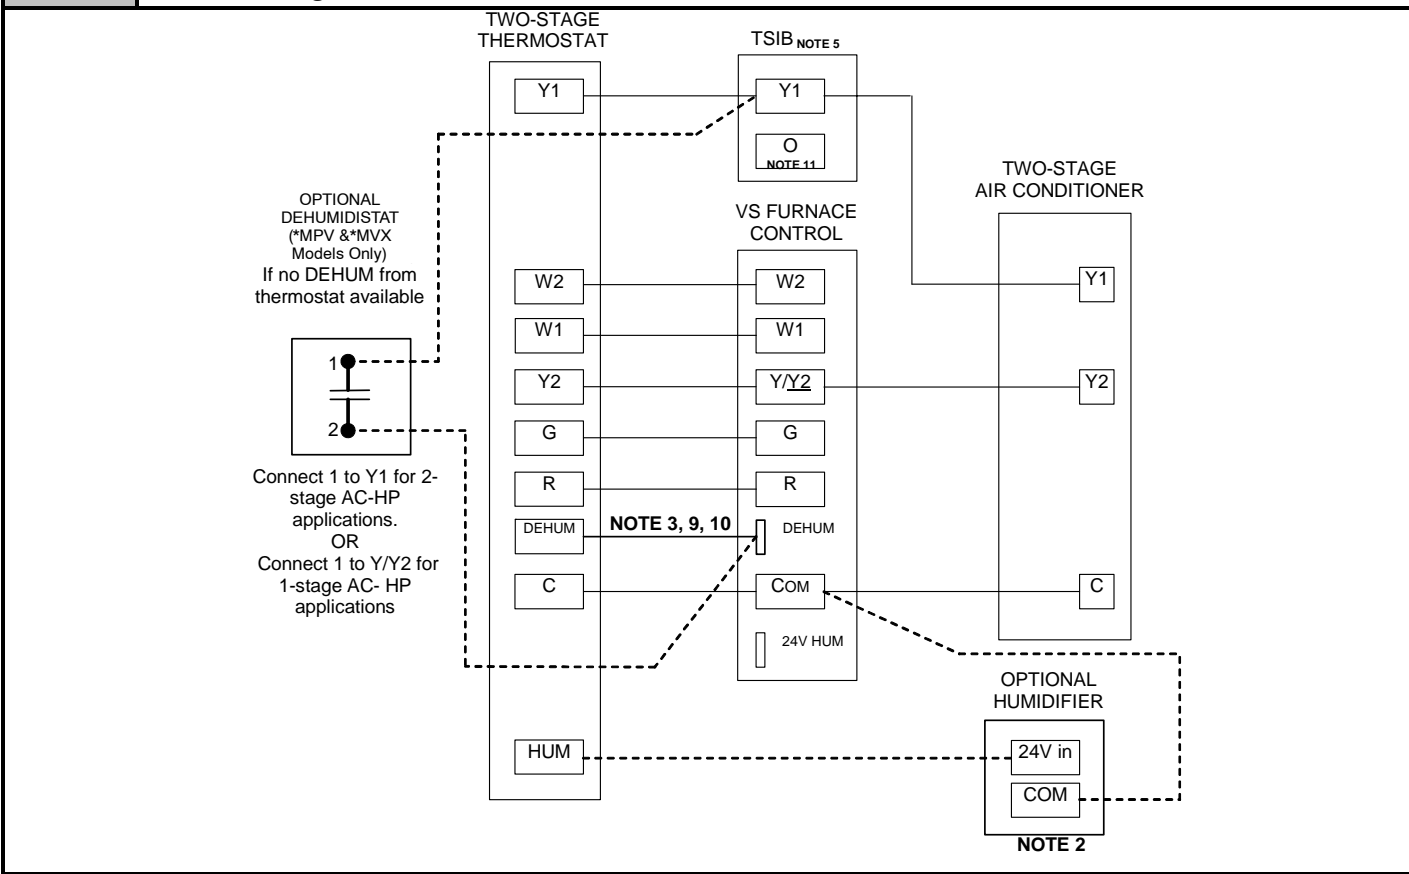 TWO-STAGE
THERMOSTAT
TSIB NOTE 5
Y1
Y1
O
NOTE 11
TWO-STAGE
AIR CONDITIONER
OPTIONAL
DEHUMIDISTAT
(*MPV &*MVX
Models Only)
If no DEHUM from
thermostat available
VS FURNACE
CONTROL
W2
W2
Y1
W1
W1
1
Y2
Y/Y2
Y2
2
G
G
Connect 1 to Y1 for 2-
stage AC-HP
applications.
OR
Connect 1 to Y/Y2 for
1-stage AC- HP
applications
R
R
DEHUM
NOTE 3, 9, 10
DEHUM
C
COM
C
24V HUM
OPTIONAL
HUMIDIFIER
HUM
24V in
COM
NOTE 2